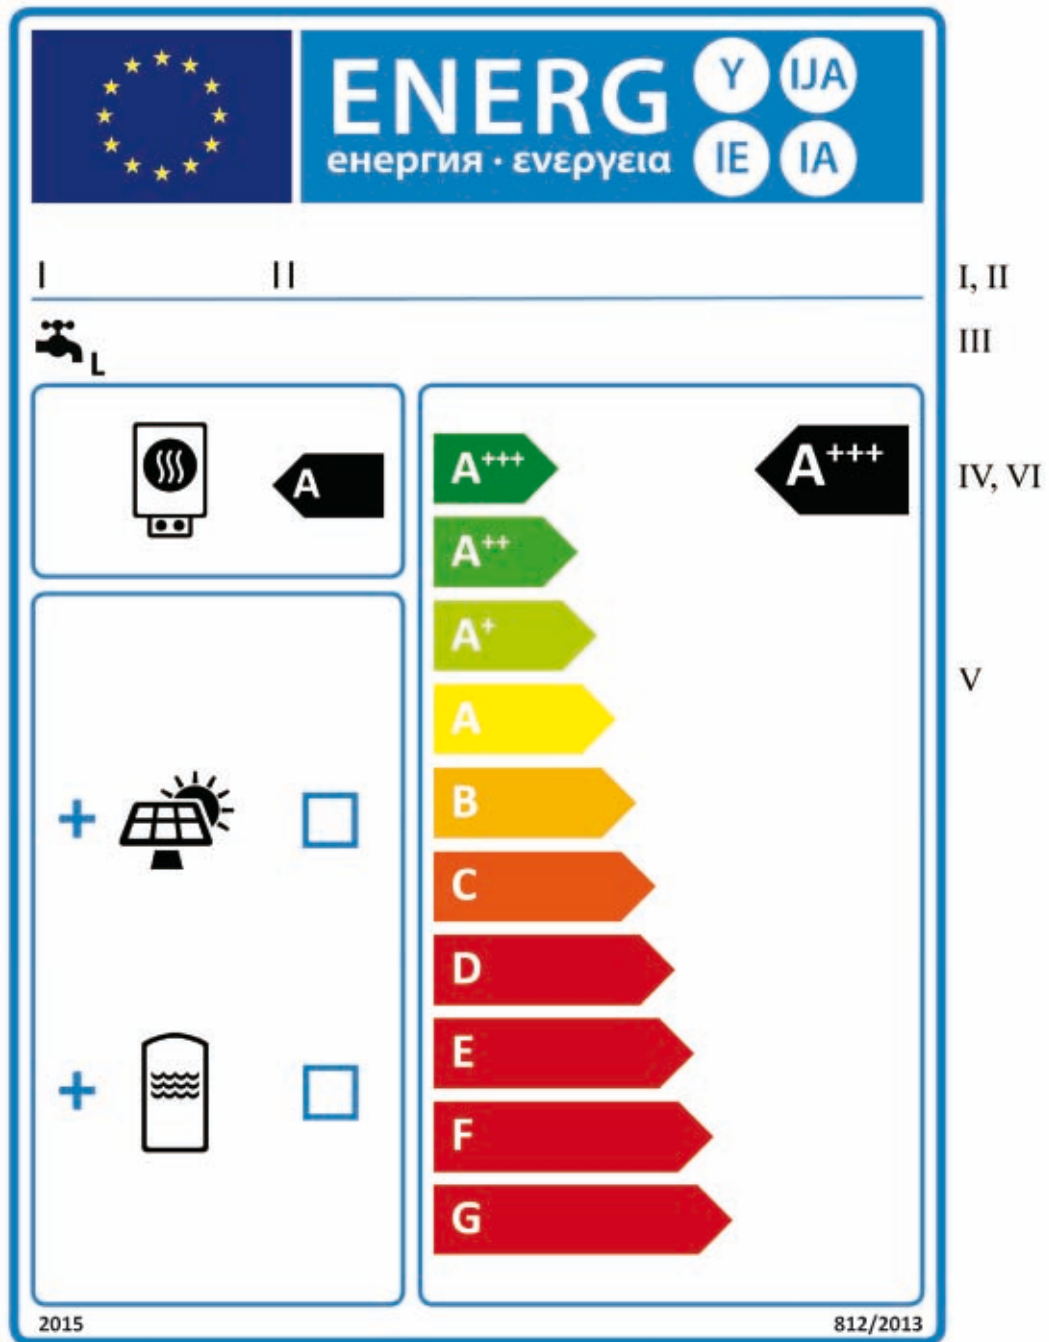 ENERG Y IJA
енергия · ενεργεια IE IA
I II I, II
L III
A A+++ A+++ IV, VI
A++
A+
A V
B
+ C
D
+ E
F
G
2015 812/2013